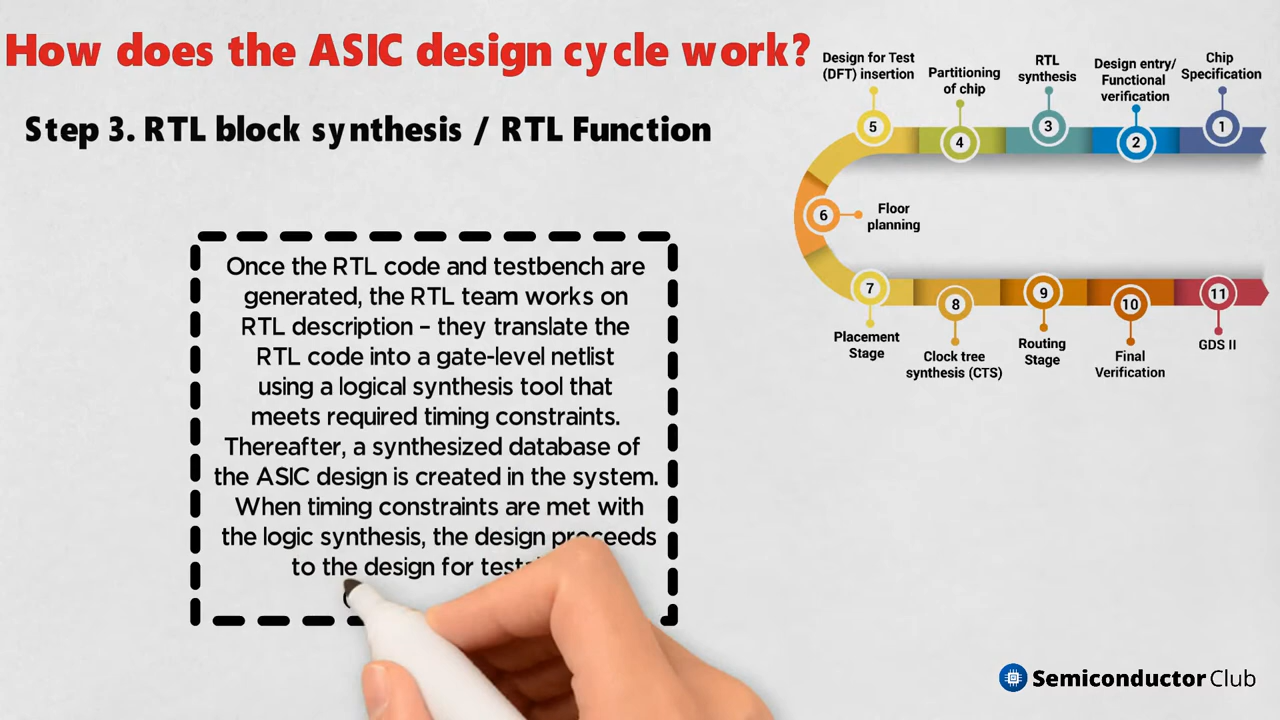 How does the ASIC design cycle work?
Step 3. RTL block synthesis / RTL Function
Once the RTL code and testbench are
generated, the RTL team works on
RTL description – they translate the
RTL code into a gate-level netlist
using a logical synthesis tool that
meets required timing constraints.
Thereafter, a synthesized database of
the ASIC design is created in the system.
When timing constraints are met with
the logic synthesis, the design proceeds
to the design for
Design for Test
(DFT) insertion
Partitioning
of chip
RTL
synthesis
Design entry/
Functional
verification
Chip
Specification
5
4
3
2
1
6
Floor
planning
7
8
9
10
11
Placement
Stage
Clock tree
synthesis (CTS)
Routing
Stage
Final
Verification
GDS II
Semiconductor Club